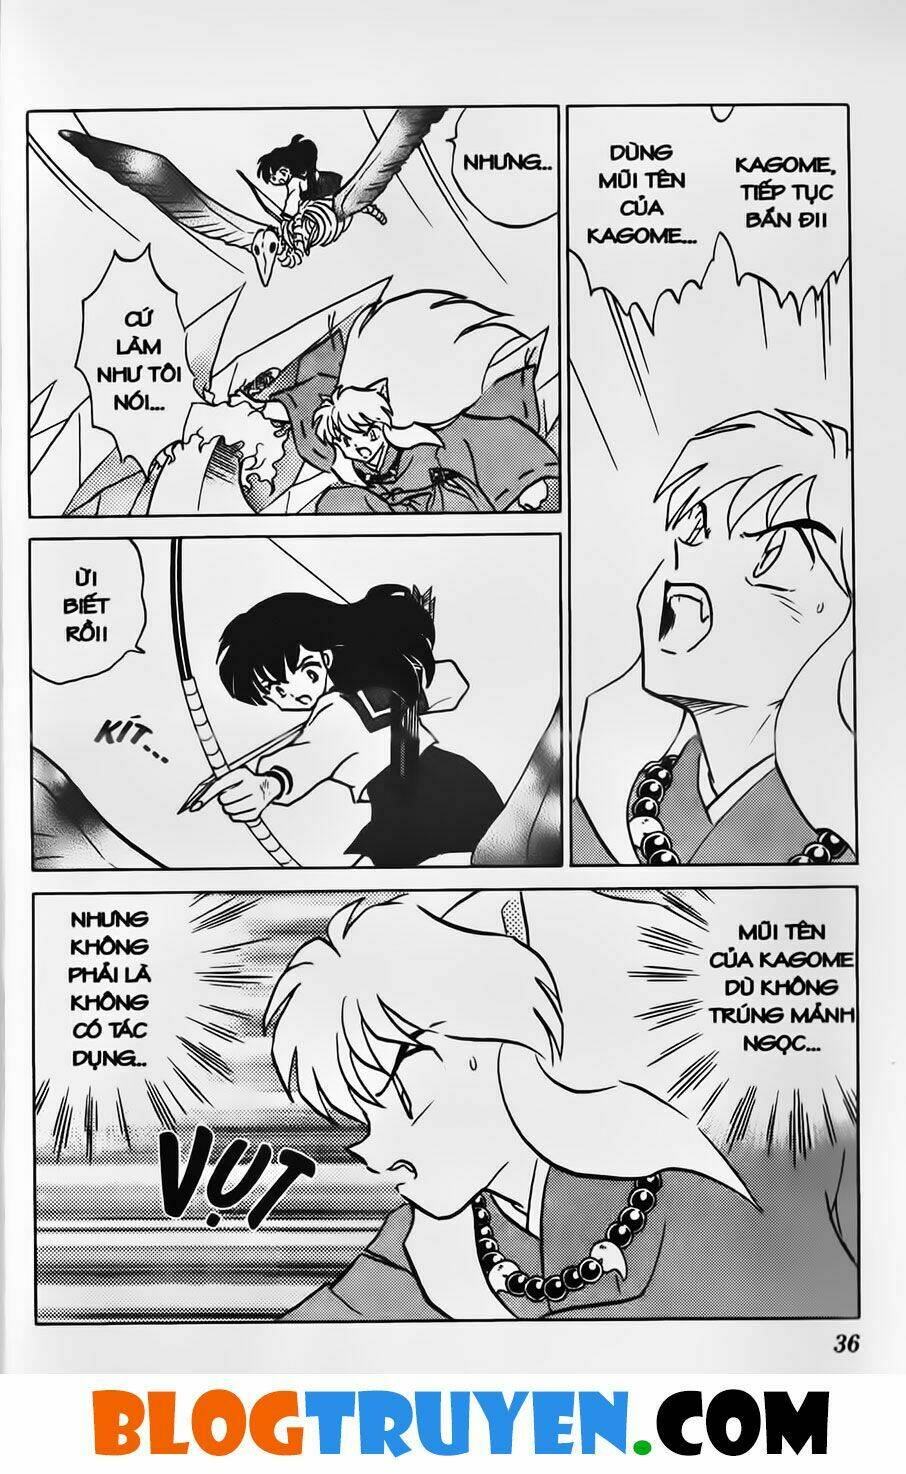 KAGOME,
TIẾP TỤC
BẮN ĐI!
DÙNG
MŨI TÊN
CỦA
KAGOME...
NHƯNG...
CỨ
LÀM
NHƯ TÔI
NÓI...
ỪI
BIẾT
RỒI!
KÍT...
MŨI TÊN
CỦA KAGOME
DÙ KHÔNG
TRÚNG MẢNH
NGỌC...
NHƯNG
KHÔNG
PHẢI LÀ
KHÔNG
CÓ TÁC
DỤNG...
VỤT
36
BLOGTRUYEN.COM